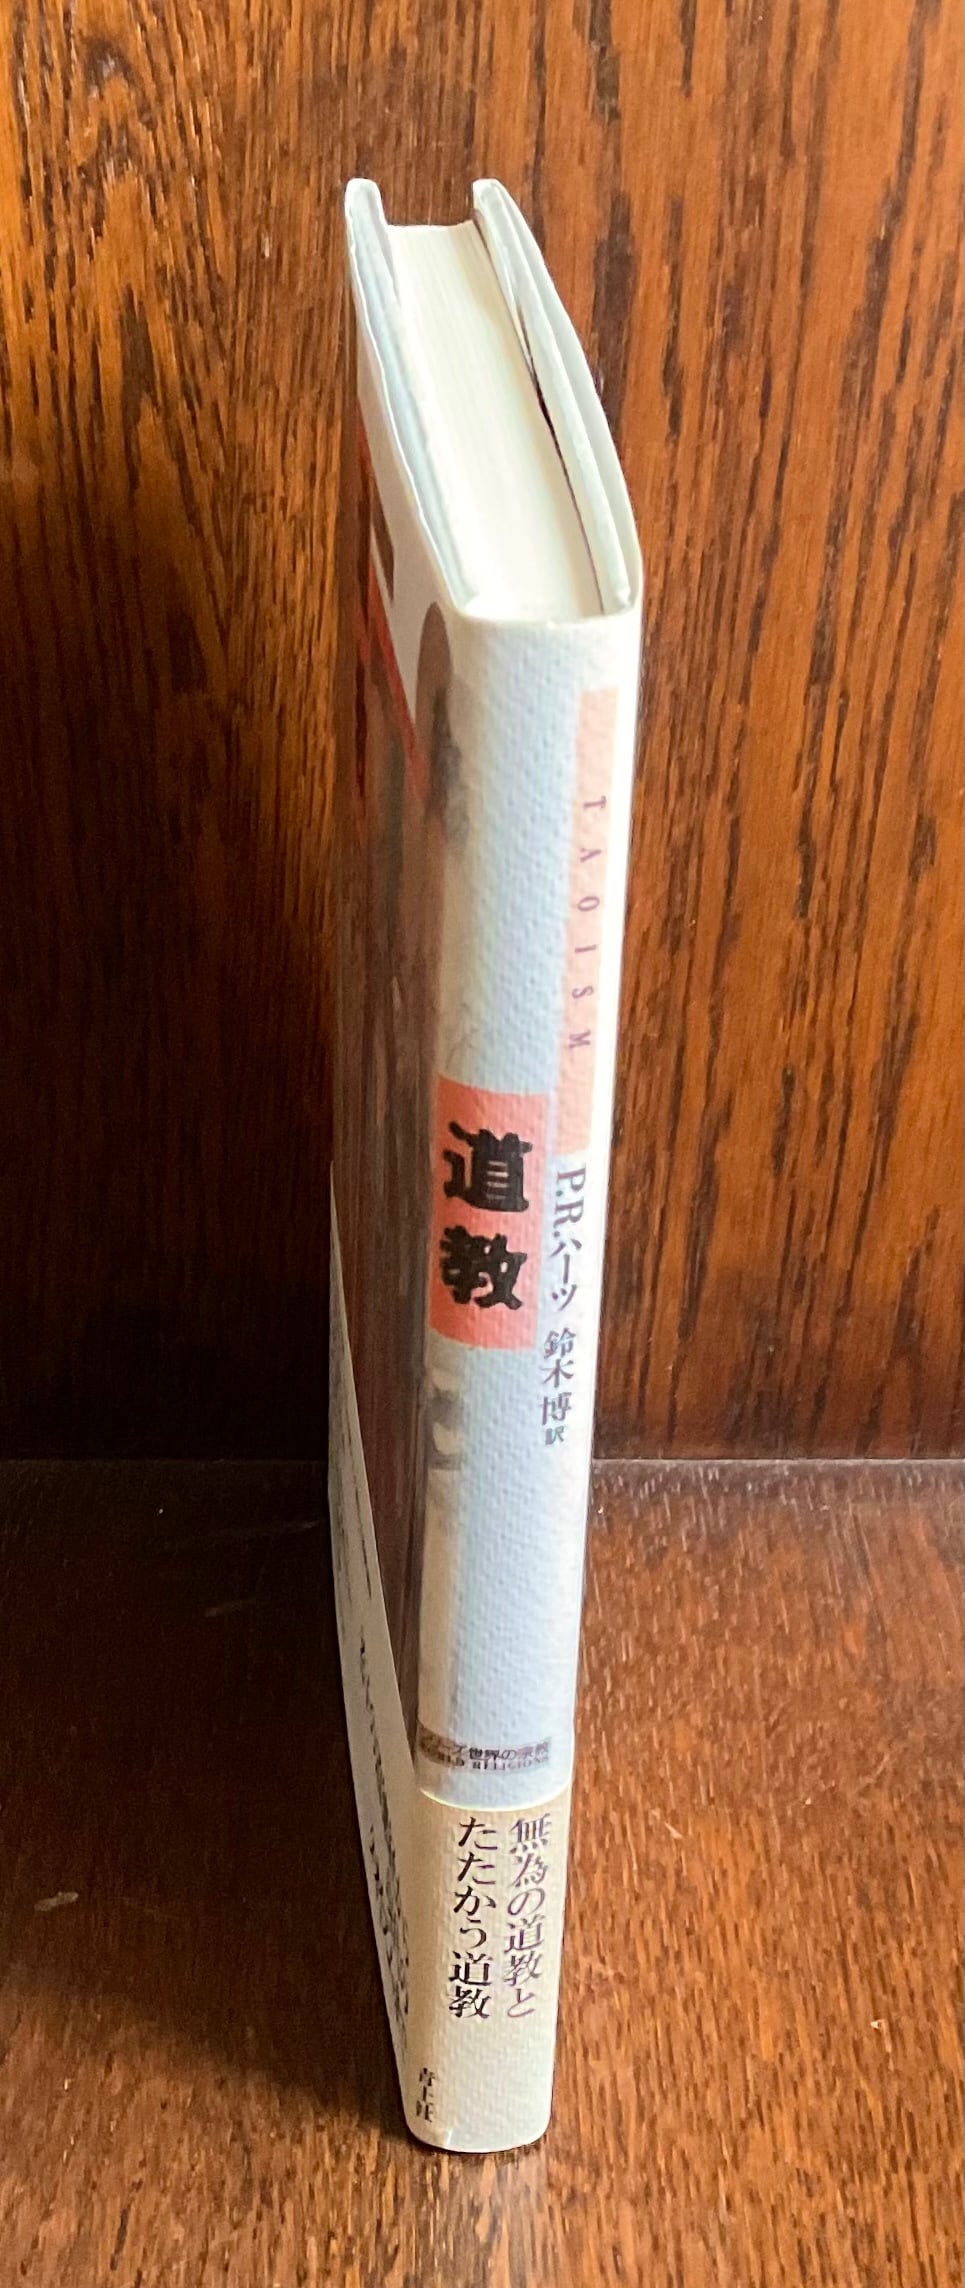 TAOISM
道教
P.R.ハーツ 鈴木博 訳
シリーズ世界の宗教
WORLD RELIGIONS
無為の道教と
たたかう道教
青土社